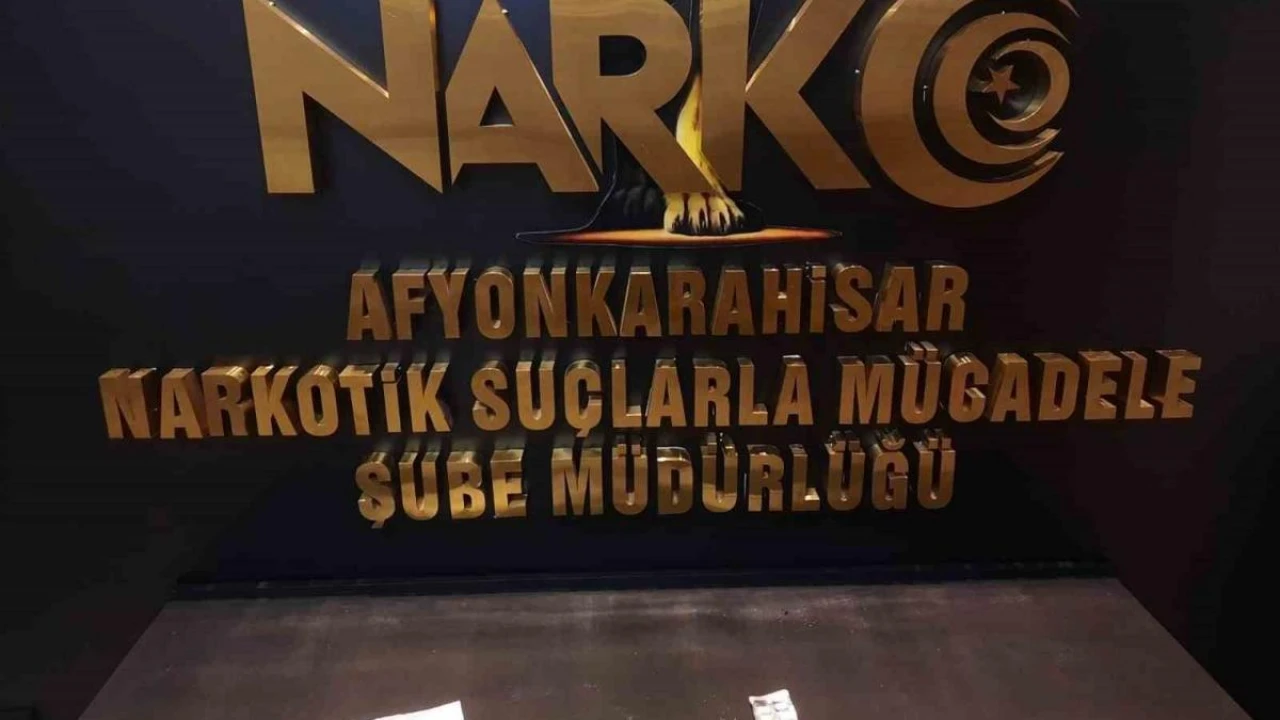 NARKO
AFYONKARAHİSAR
NARKOTİK SUÇLARLA MÜCADELE
ŞUBE MÜDÜRLÜĞÜ